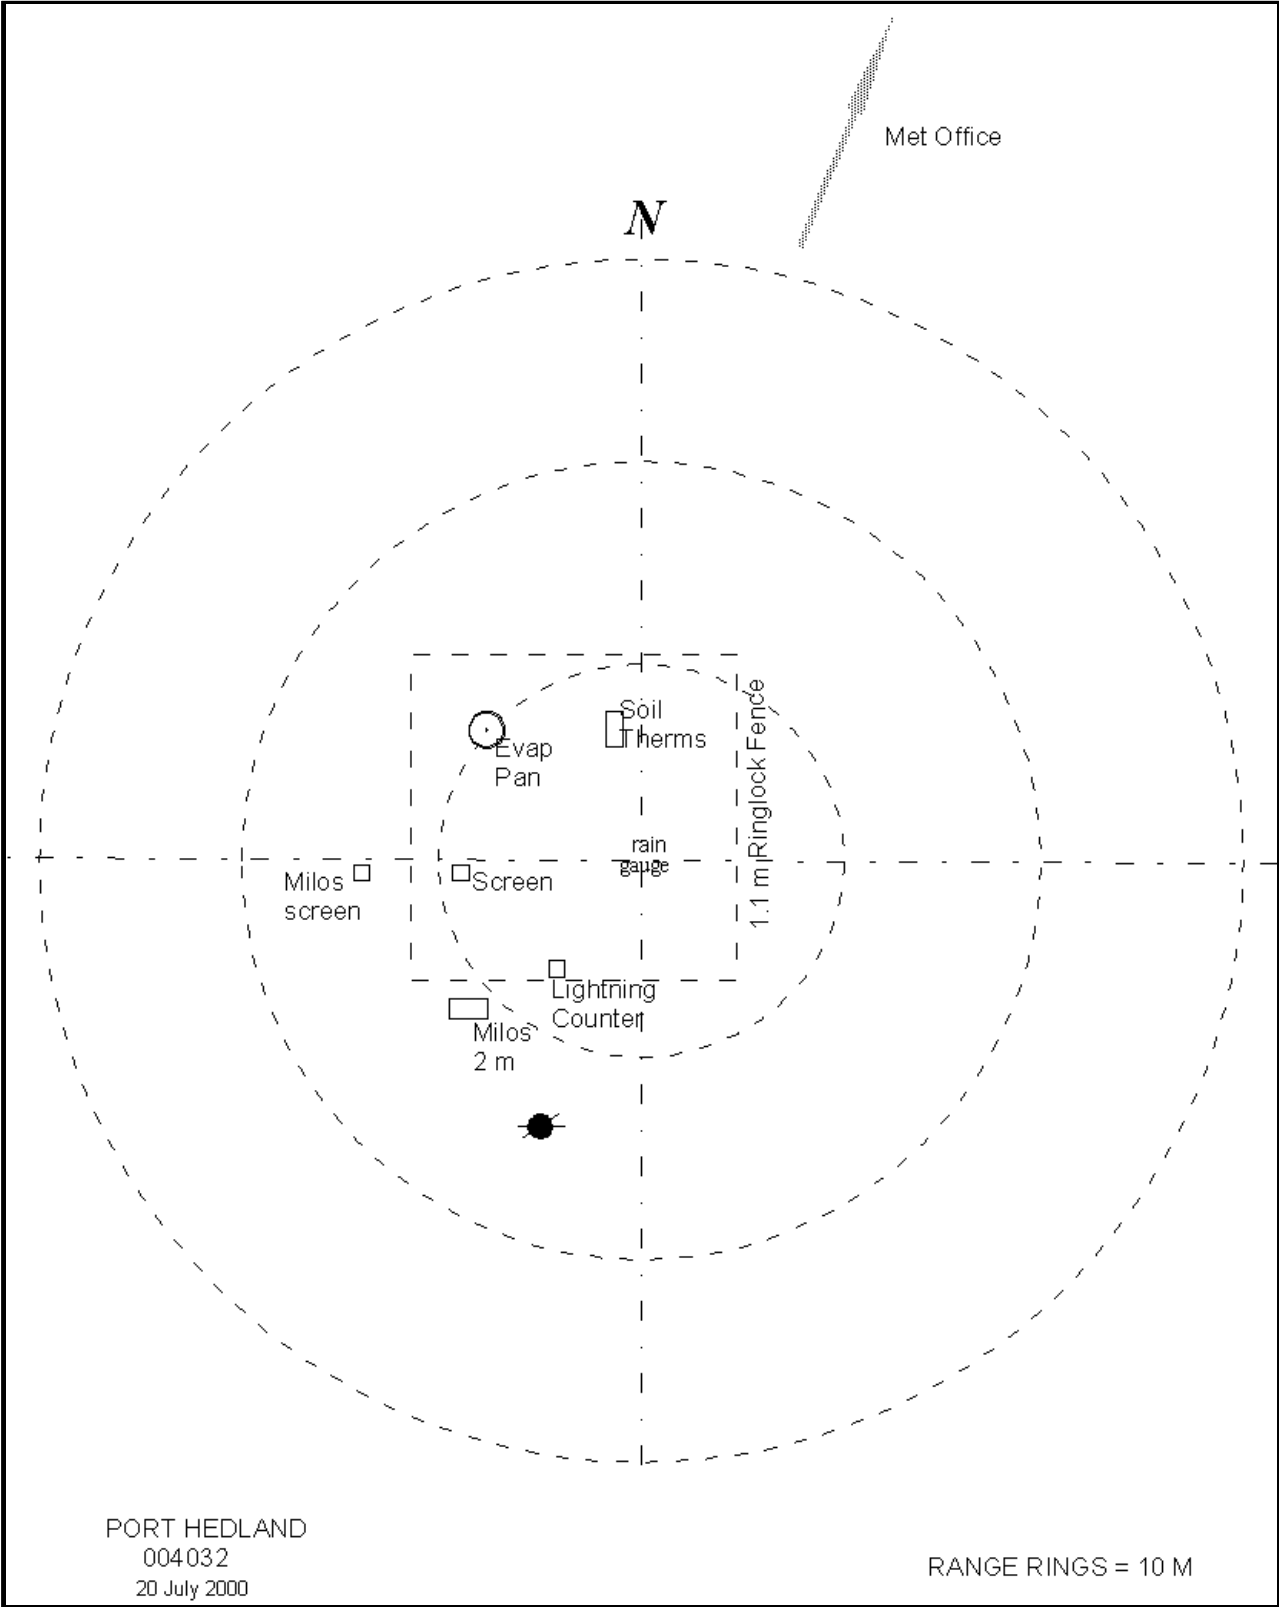 Met Office
N
Soil
Therms
Evap
Pan
1.1 m Ringlock Fence
rain
gauge
Milos
screen
Screen
Lightning
Counter
Milos
2 m
PORT HEDLAND
004032
20 July 2000
RANGE RINGS = 10 M